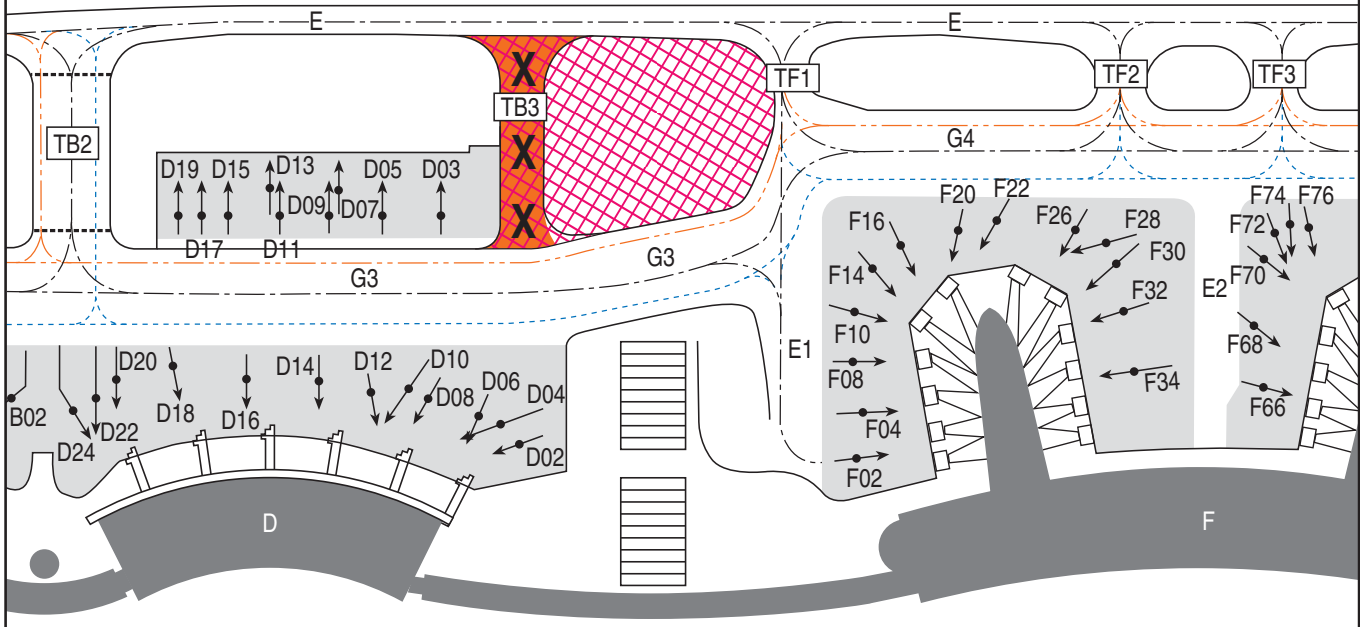 E
E
TB2
TB3
X
X
X
TF1
TF2
TF3
G4
D19
D15
D13
D05
D03
D09
D07
D17
D11
G3
G3
F20
F22
F16
F26
F28
F30
F14
F32
F10
F08
F34
F04
F02
F74
F76
F72
F70
E2
F68
F66
E1
D20
D14
D12
D10
D08
D06
D04
B02
D18
D16
D22
D24
D02
D
F